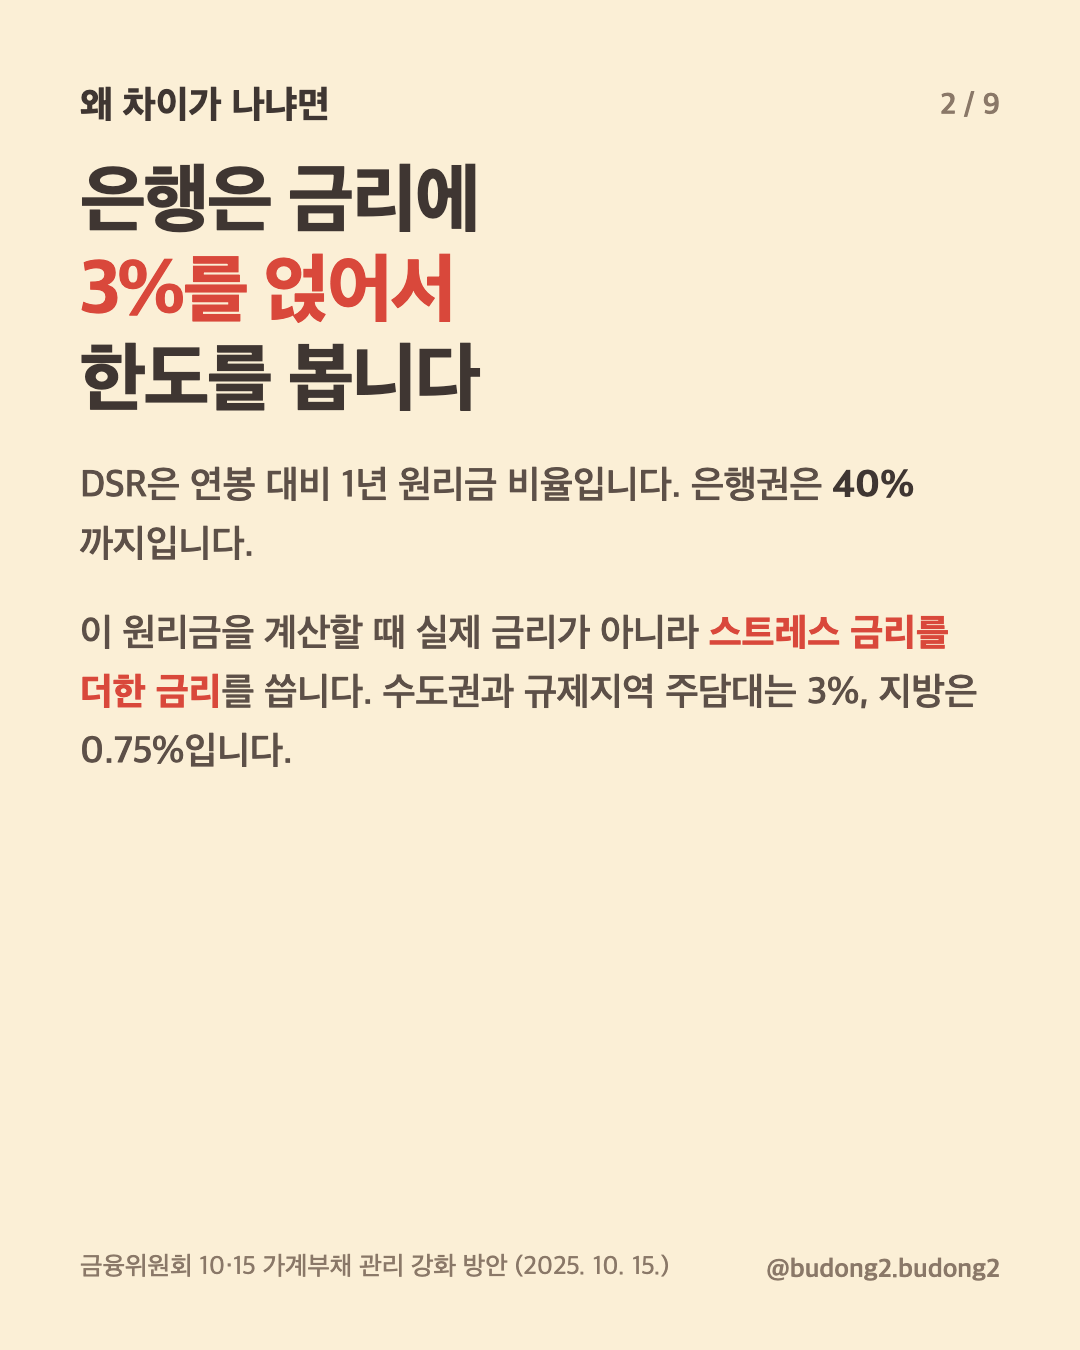 왜 차이가 나냐면
2 / 9
은행은 금리에
3%를 얹어서
한도를 봅니다
DSR은 연봉 대비 1년 원리금 비율입니다. 은행권은 40%
까지입니다.
이 원리금을 계산할 때 실제 금리가 아니라 스트레스 금리를
더한 금리를 씁니다. 수도권과 규제지역 주담대는 3%, 지방은
0.75%입니다.
금융위원회 10·15 가계부채 관리 강화 방안 (2025. 10. 15.)
@budong2.budong2